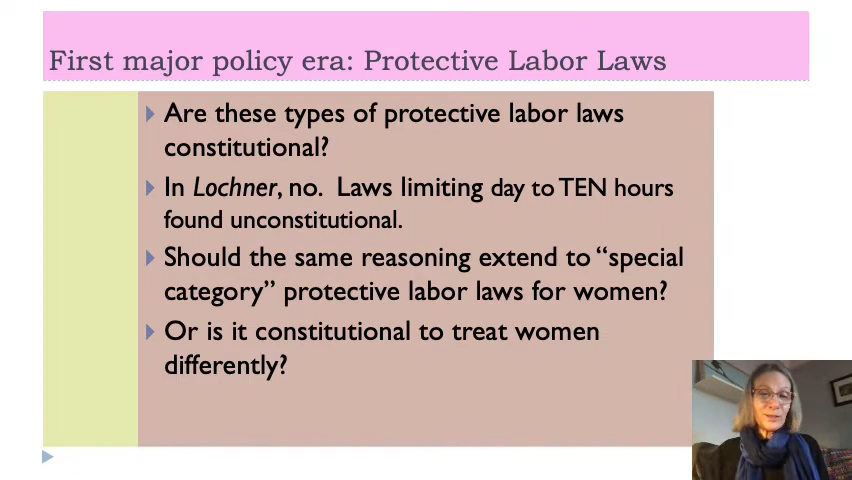 First major policy era: Protective Labor Laws
Are these types of protective labor laws
constitutional?
In Lochner, no.  Laws limiting day to TEN hours
found unconstitutional.
Should the same reasoning extend to “special
category” protective labor laws for women?
Or is it constitutional to treat women
differently?